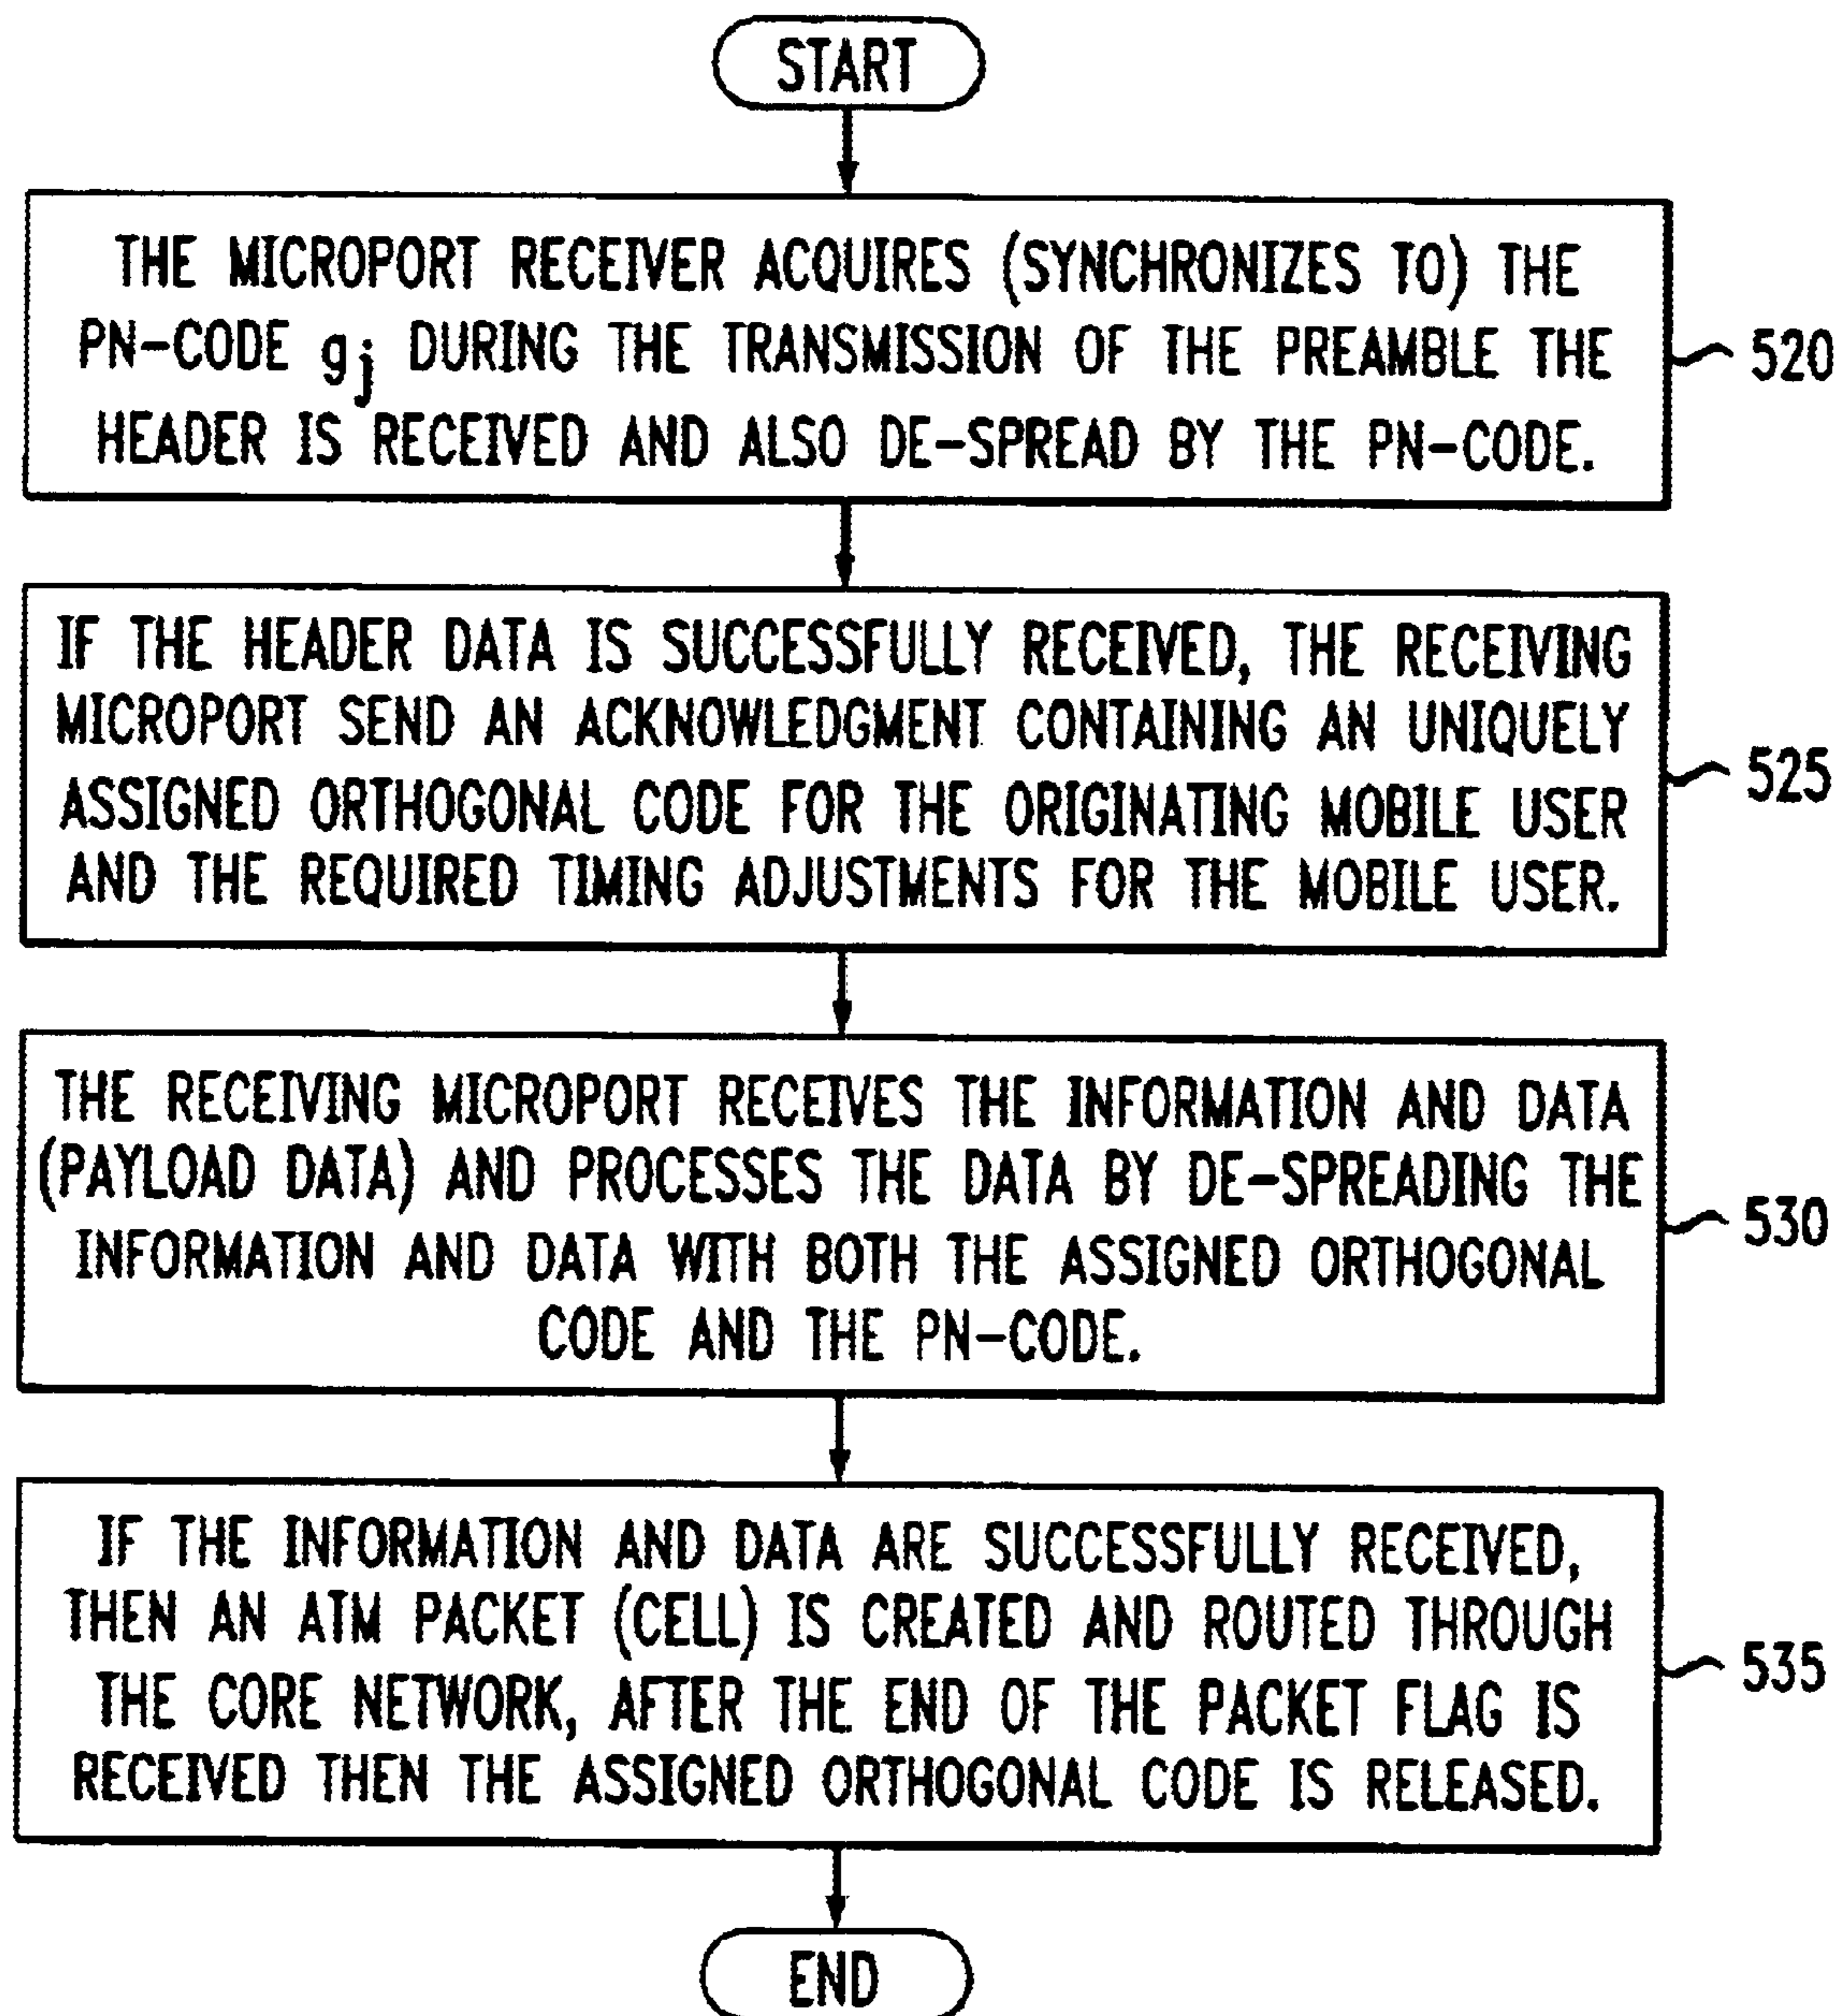 START
THE MICROPORT RECEIVER ACQUIRES (SYNCHRONIZES TO) THE
PN-CODE gj DURING THE TRANSMISSION OF THE PREAMBLE THE
HEADER IS RECEIVED AND ALSO DE-SPREAD BY THE PN-CODE.
520
IF THE HEADER DATA IS SUCCESSFULLY RECEIVED, THE RECEIVING
MICROPORT SEND AN ACKNOWLEDGMENT CONTAINING AN UNIQUELY
ASSIGNED ORTHOGONAL CODE FOR THE ORIGINATING MOBILE USER
AND THE REQUIRED TIMING ADJUSTMENTS FOR THE MOBILE USER.
525
THE RECEIVING MICROPORT RECEIVES THE INFORMATION AND DATA
(PAYLOAD DATA) AND PROCESSES THE DATA BY DE-SPREADING THE
INFORMATION AND DATA WITH BOTH THE ASSIGNED ORTHOGONAL
CODE AND THE PN-CODE.
530
IF THE INFORMATION AND DATA ARE SUCCESSFULLY RECEIVED,
THEN AN ATM PACKET (CELL) IS CREATED AND ROUTED THROUGH
THE CORE NETWORK, AFTER THE END OF THE PACKET FLAG IS
RECEIVED THEN THE ASSIGNED ORTHOGONAL CODE IS RELEASED.
535
END